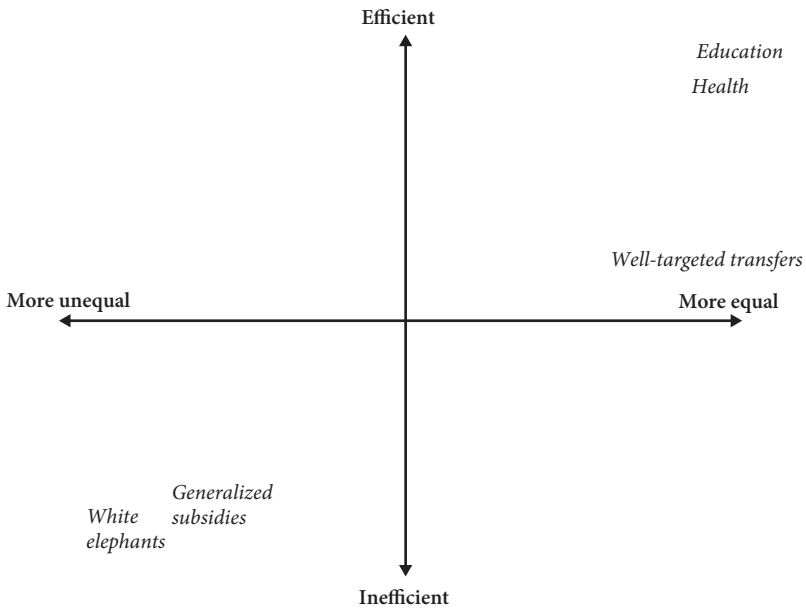 Efficient
Education
Health
Well-targeted transfers
More unequal
More equal
Generalized
subsidies
White
elephants
Inefficient